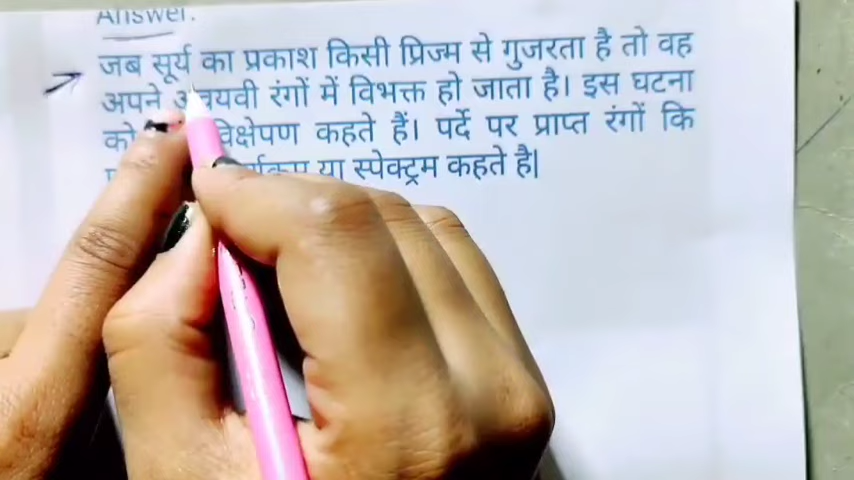 Answer.
जब सूर्य का प्रकाश किसी प्रिज्म से गुजरता है तो वह
अपने अवयवी रंगों में विभक्त हो जाता है। इस घटना
को विक्षेपण कहते हैं। पर्दे पर प्राप्त रंगों कि
या स्पेक्ट्रम कहते है|